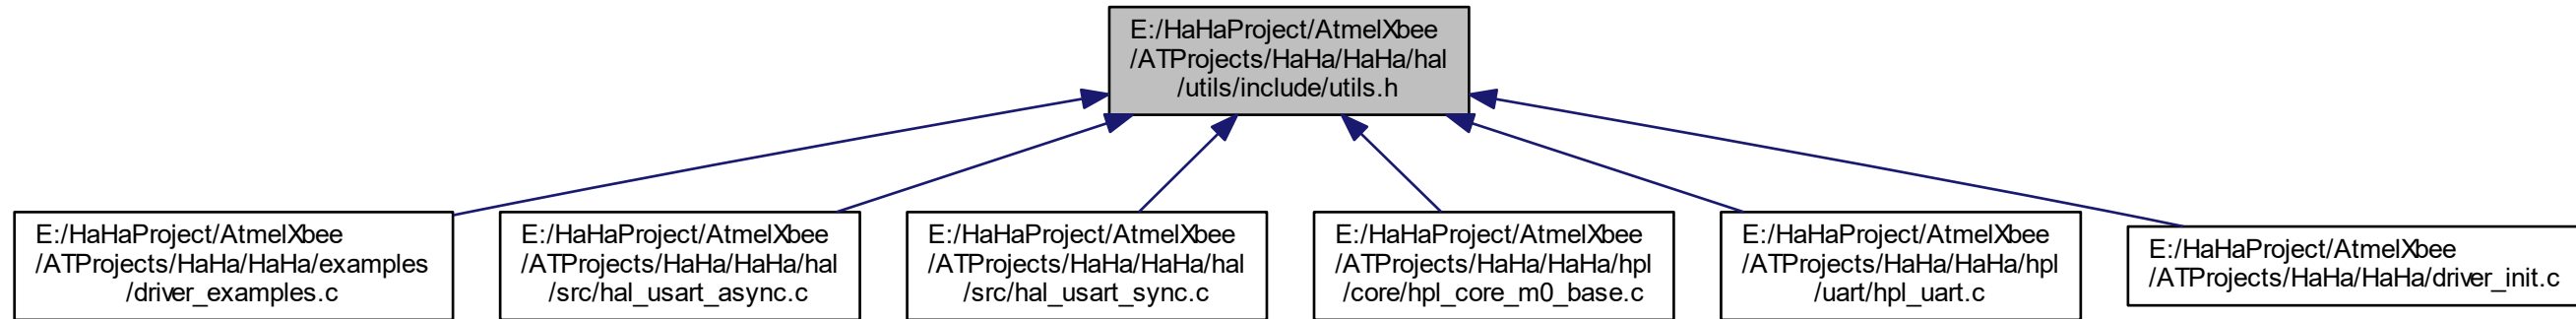 E:/HaHaProject/AtmelXbee
/ATProjects/HaHa/HaHa/hal
/utils/include/utils.h
E:/HaHaProject/AtmelXbee
/ATProjects/HaHa/HaHa/examples
/driver_examples.c
E:/HaHaProject/AtmelXbee
/ATProjects/HaHa/HaHa/hal
/src/hal_usart_async.c
E:/HaHaProject/AtmelXbee
/ATProjects/HaHa/HaHa/hal
/src/hal_usart_sync.c
E:/HaHaProject/AtmelXbee
/ATProjects/HaHa/HaHa/hpl
/core/hpl_core_m0_base.c
E:/HaHaProject/AtmelXbee
/ATProjects/HaHa/HaHa/hpl
/uart/hpl_uart.c
E:/HaHaProject/AtmelXbee
/ATProjects/HaHa/HaHa/driver_init.c